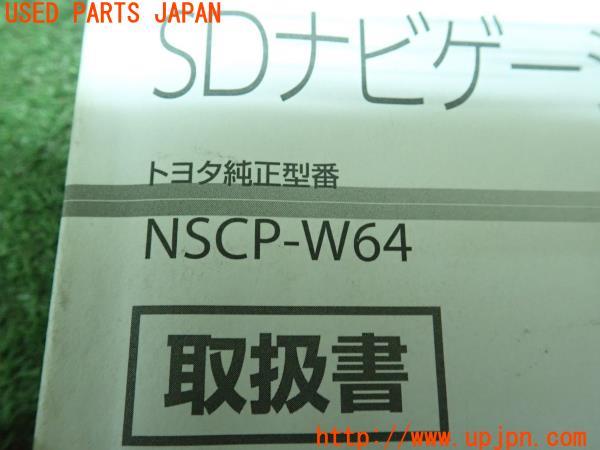 USED PARTS JAPAN
SDナビゲーシ
トヨタ純正型番
NSCP-W64
取扱書
http://www.upjpn.com